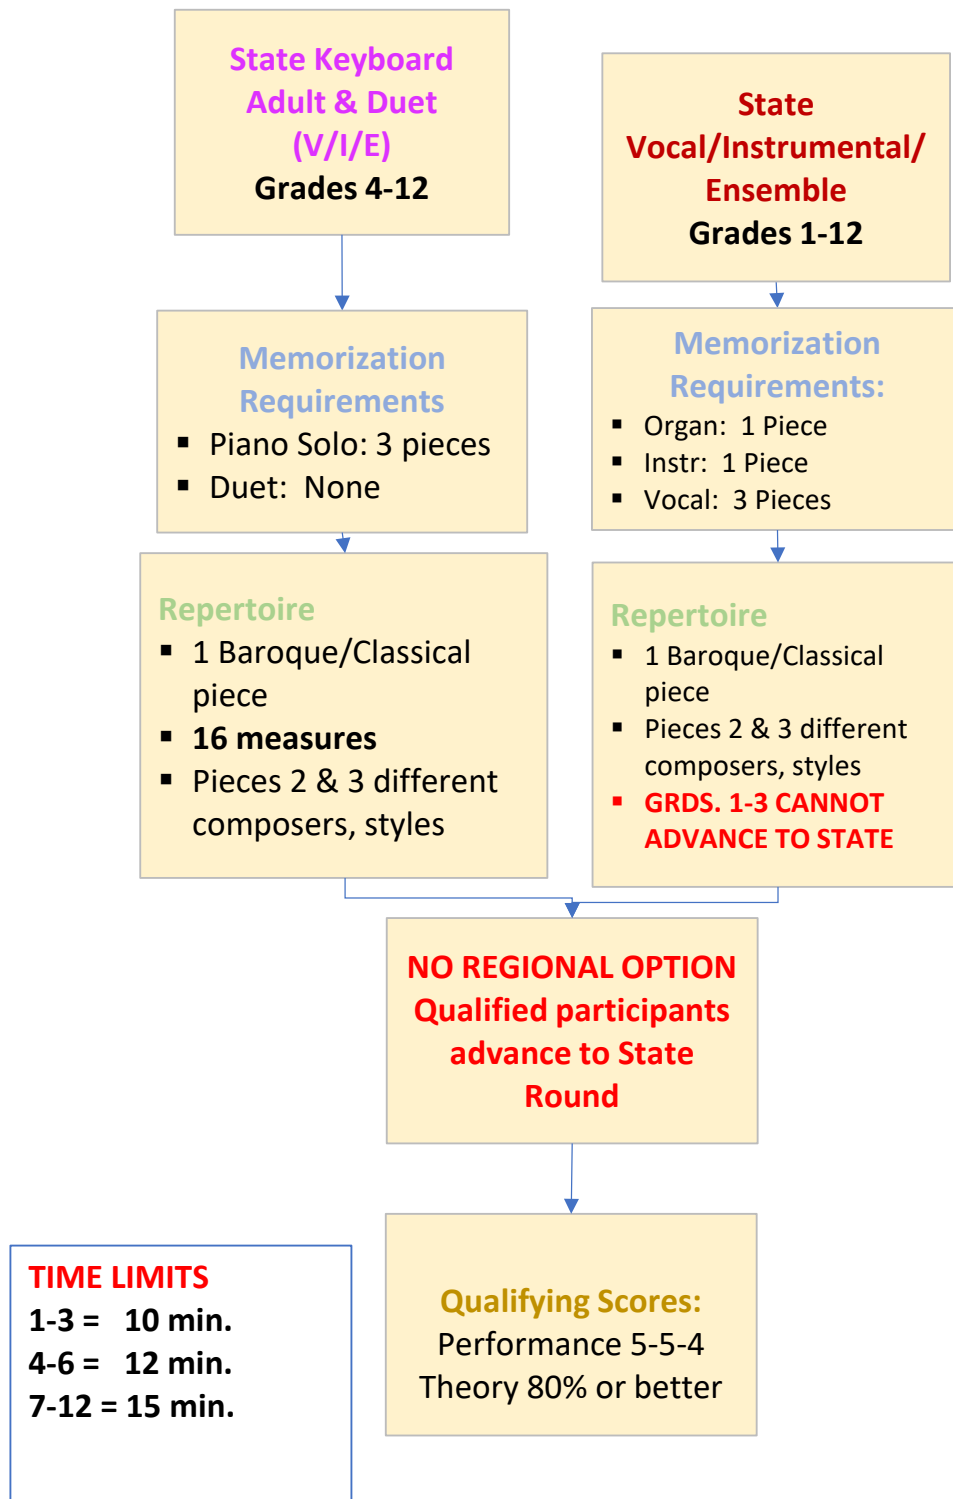 State Keyboard
Adult & Duet
(V/I/E)
Grades 4-12
State
Vocal/Instrumental/
Ensemble
Grades 1-12
Memorization
Requirements
▪ Piano Solo: 3 pieces
▪ Duet: None
Memorization
Requirements:
▪ Organ: 1 Piece
▪ Instr: 1 Piece
▪ Vocal: 3 Pieces
Repertoire
▪ 1 Baroque/Classical
piece
▪ 16 measures
▪ Pieces 2 & 3 different
composers, styles
Repertoire
▪ 1 Baroque/Classical
piece
▪ Pieces 2 & 3 different
composers, styles
▪ GRDS. 1-3 CANNOT
ADVANCE TO STATE
NO REGIONAL OPTION
Qualified participants
advance to State
Round
Qualifying Scores:
Performance 5-5-4
Theory 80% or better
TIME LIMITS
1-3 = 10 min.
4-6 = 12 min.
7-12 = 15 min.